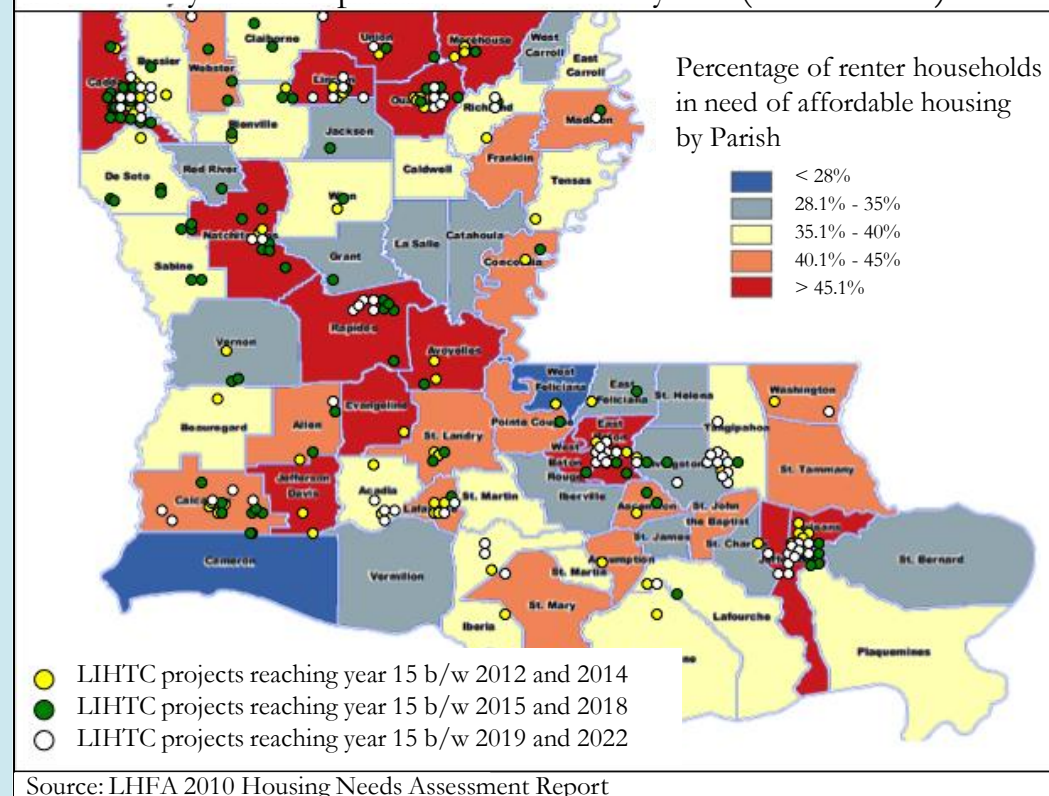 Claiborne
Union
Morehouse
West
Carroll
East
Carroll
Bossier
Webster
Caddo
Lincoln
Richland
Madison
Bienville
Jackson
Franklin
De Soto
Red River
Caldwell
Tensas
Winn
Natchitoches
La Salle
Catahoula
Grant
Concordia
Sabine
Rapides
Vernon
Avoyelles
West
Feliciana
East
Feliciana
St. Helena
Washington
Evangeline
Beauregard
Allen
Pointe Coupee
East
Tangipahoa
St. Landry
West
Baton
Rouge
Livingston
St. Tammany
Jefferson
Davis
Acadia
St. Martin
Iberville
Ascension
St. John
the Baptist
St. James
Orleans
Cameron
Vermilion
St. Martin
Assumption
St. Bernard
St. Mary
Lafourche
Iberia
Plaquemines
Percentage of renter households
in need of affordable housing
by Parish
< 28%
28.1% - 35%
35.1% - 40%
40.1% - 45%
> 45.1%
LIHTC projects reaching year 15 b/w 2012 and 2014
LIHTC projects reaching year 15 b/w 2015 and 2018
LIHTC projects reaching year 15 b/w 2019 and 2022
Source: LHFA 2010 Housing Needs Assessment Report